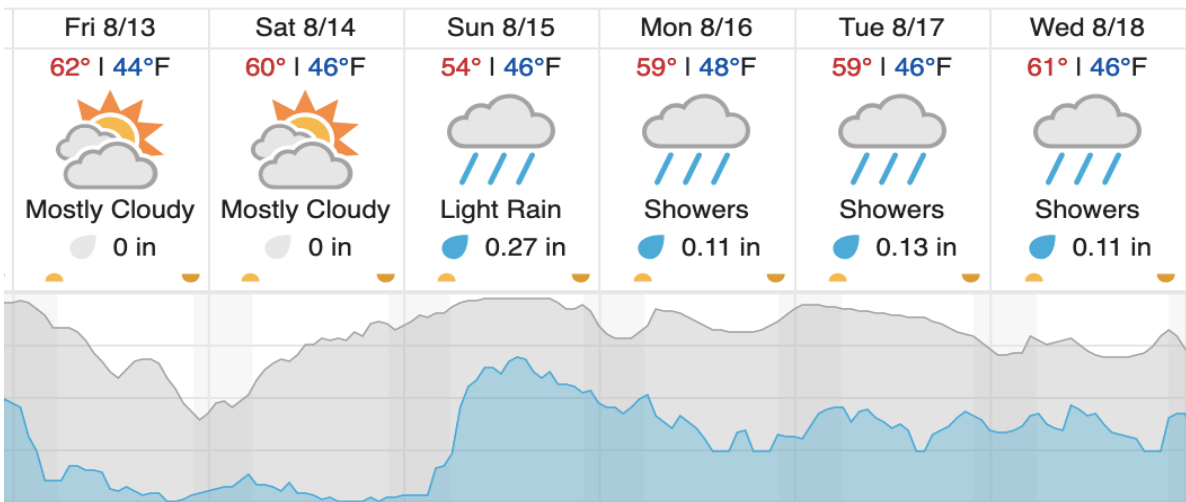 Fri 8/13
Sat 8/14
Sun 8/15
Mon 8/16
Tue 8/17
Wed 8/18
62° | 44°F
60° | 46°F
54° | 46°F
59° | 48°F
59° | 46°F
61° | 46°F
Mostly Cloudy
Mostly Cloudy
Light Rain
Showers
Showers
Showers
0 in
0 in
0.27 in
0.11 in
0.13 in
0.11 in